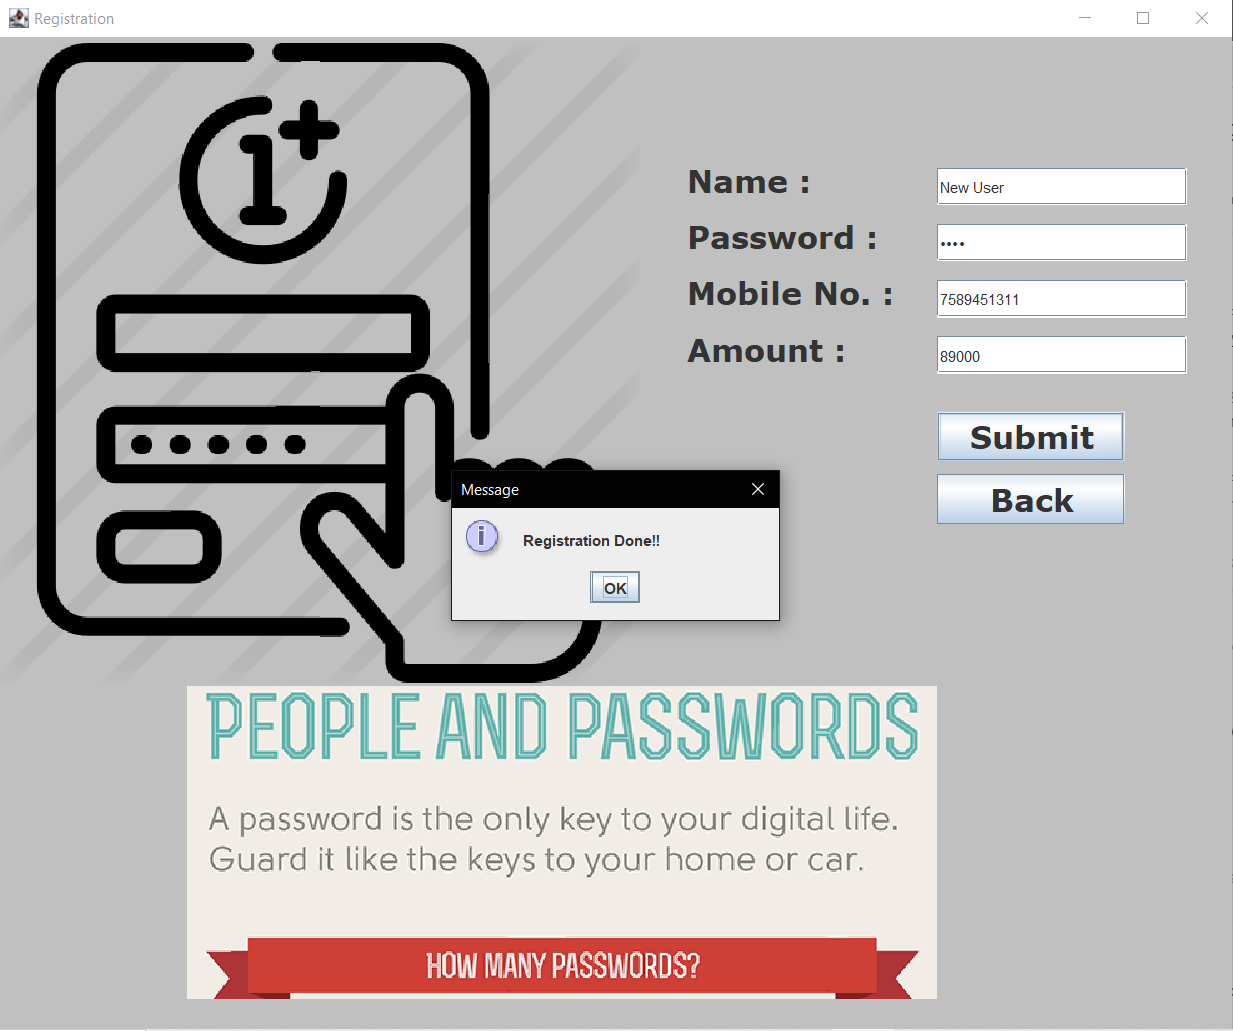 Registration
1+
Name :
New User
Password :
••••
Mobile No. :
7589451311
Amount :
89000
Submit
Back
Message
i
Registration Done!!
OK
PEOPLE AND PASSWORDS
A password is the only key to your digital life.
Guard it like the keys to your home or car.
HOW MANY PASSWORDS?